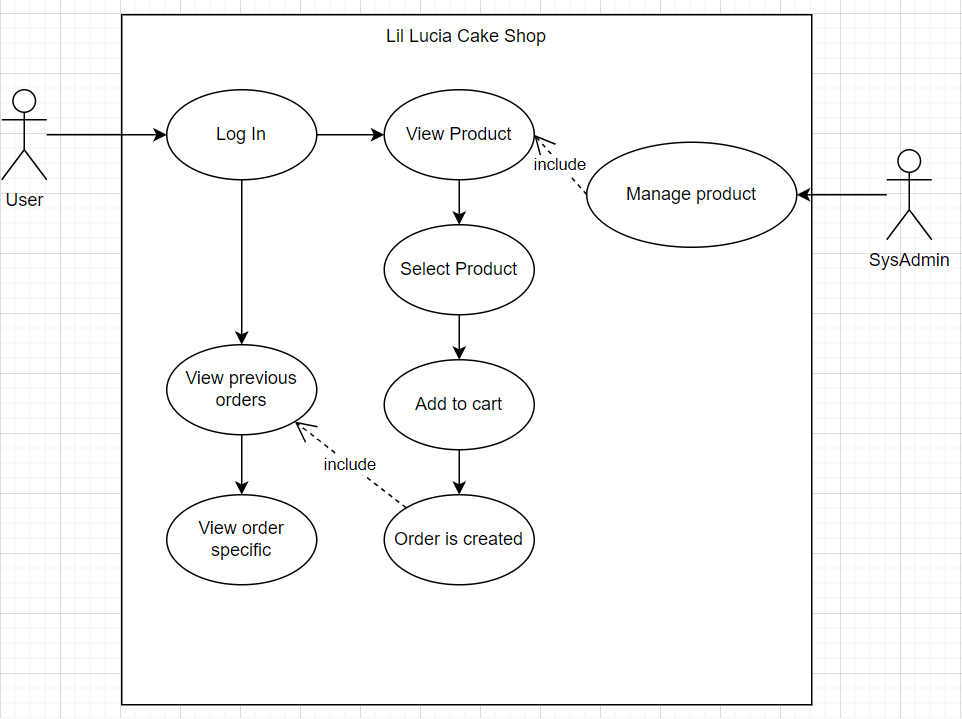 Lil Lucia Cake Shop
User
Log In
View Product
include
Manage product
SysAdmin
Select Product
View previous
orders
Add to cart
include
View order
specific
Order is created